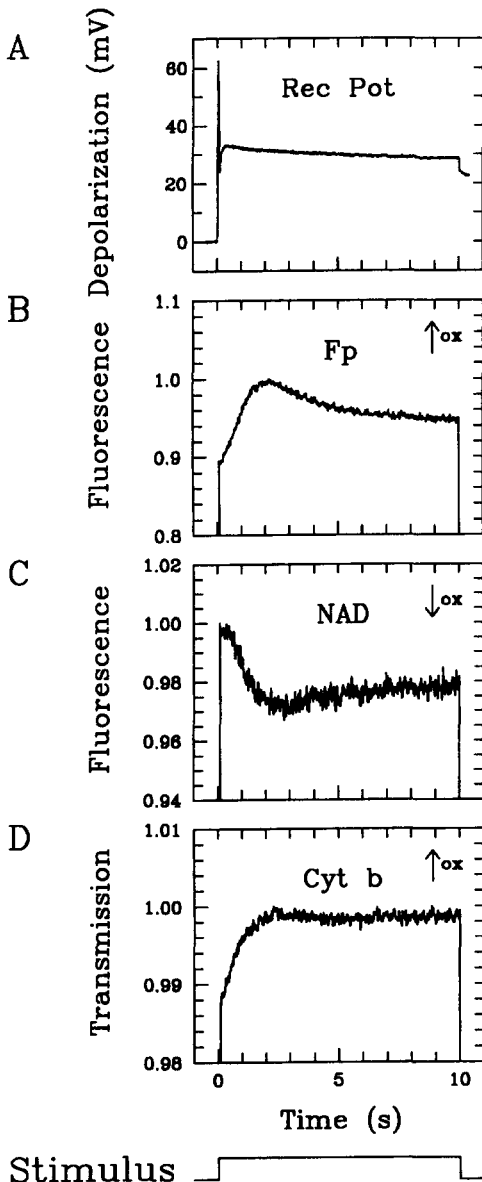 A
Depolarization (mV)
60
40
20
0
Rec Pot
B
Fluorescence
1.1
1.0
0.9
0.8
Fp
↑ox
C
Fluorescence
1.02
1.00
0.98
0.96
0.94
NAD
↓ox
D
Transmission
1.01
1.00
0.99
0.98
Cyt b
↑ox
0 5 10
Time (s)
Stimulus